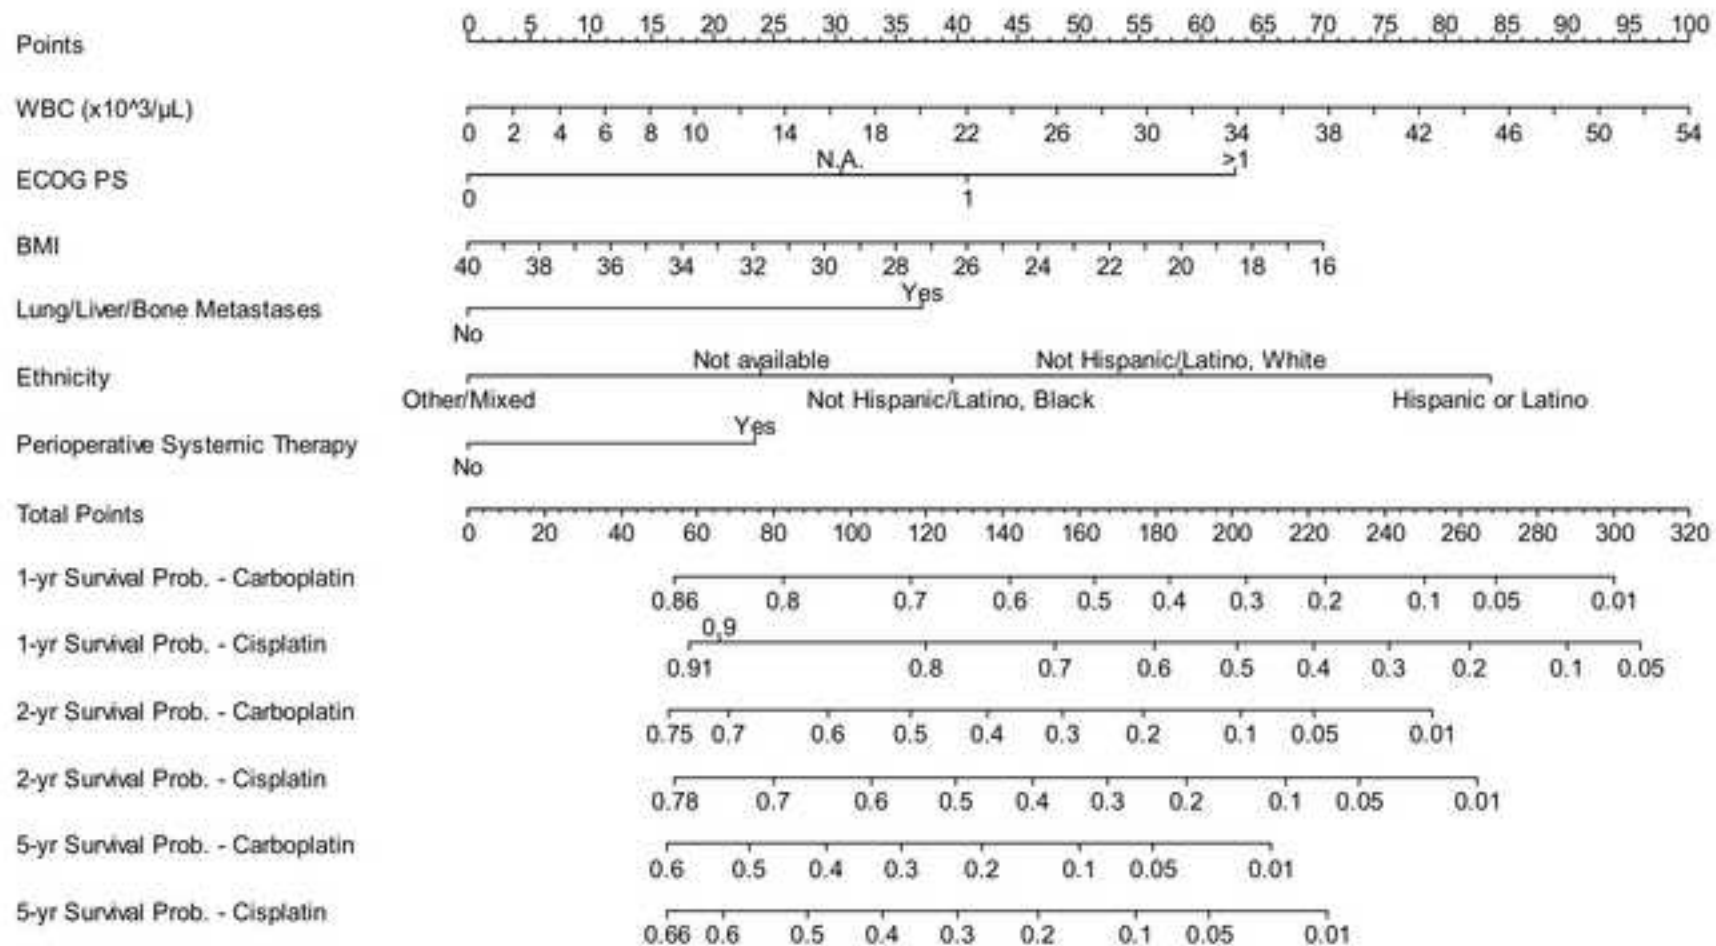 Points
0 5 10 15 20 25 30 35 40 45 50 55 60 65 70 75 80 85 90 95 100
WBC (x10^3/µL)
0 2 4 6 8 10 14 18 22 26 30 34 38 42 46 50 54
ECOG PS
N.A. >1
0 1
BMI
40 38 36 34 32 30 28 26 24 22 20 18 16
Lung/Liver/Bone Metastases
Yes
No
Ethnicity
Not available Not Hispanic/Latino, White
Other/Mixed Not Hispanic/Latino, Black Hispanic or Latino
Perioperative Systemic Therapy
Yes
No
Total Points
0 20 40 60 80 100 120 140 160 180 200 220 240 260 280 300 320
1-yr Survival Prob. - Carboplatin
0.86 0.8 0.7 0.6 0.5 0.4 0.3 0.2 0.1 0.05 0.01
1-yr Survival Prob. - Cisplatin
0.9
0.91 0.8 0.7 0.6 0.5 0.4 0.3 0.2 0.1 0.05
2-yr Survival Prob. - Carboplatin
0.75 0.7 0.6 0.5 0.4 0.3 0.2 0.1 0.05 0.01
2-yr Survival Prob. - Cisplatin
0.78 0.7 0.6 0.5 0.4 0.3 0.2 0.1 0.05 0.01
5-yr Survival Prob. - Carboplatin
0.6 0.5 0.4 0.3 0.2 0.1 0.05 0.01
5-yr Survival Prob. - Cisplatin
0.66 0.6 0.5 0.4 0.3 0.2 0.1 0.05 0.01